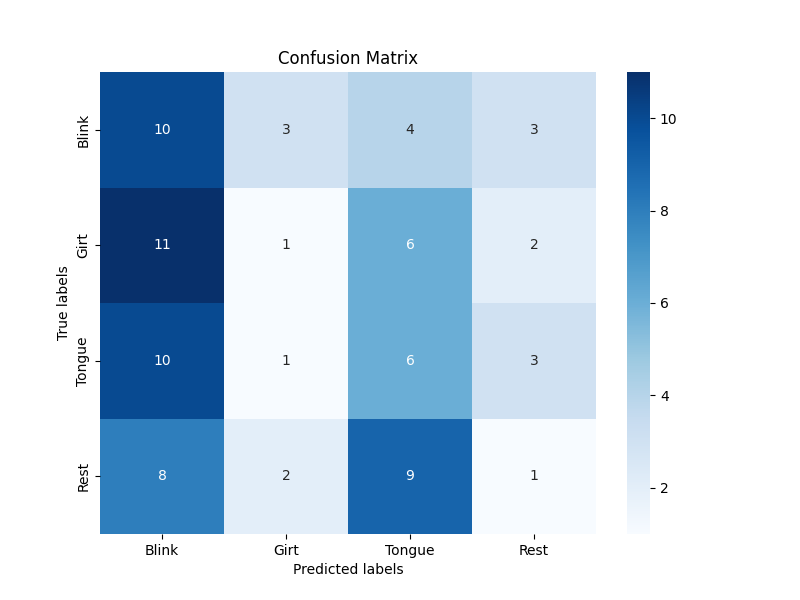 Confusion Matrix
True labels
Blink 10 3 4 3
Girt 11 1 6 2
Tongue 10 1 6 3
Rest 8 2 9 1
Blink Girt Tongue Rest
Predicted labels
10
8
6
4
2